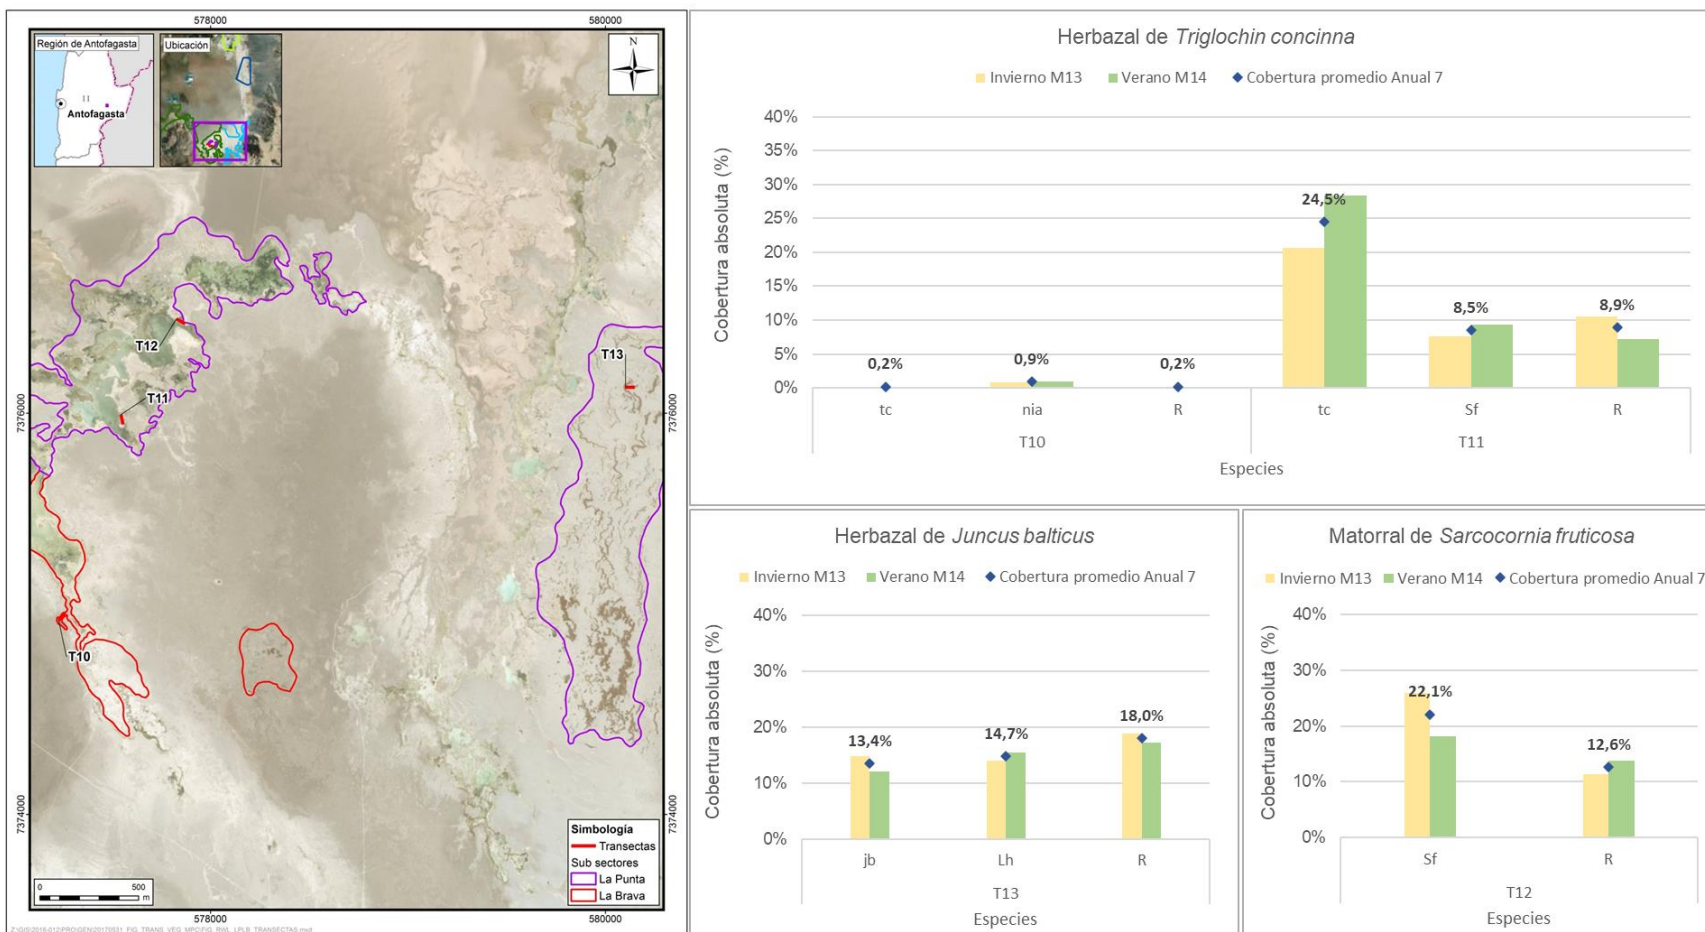 578000
580000
Región de Antofagasta
11
Antofagasta
Ubicación
N
T12
T11
T13
T10
7376000
7376000
7374000
7374000
Simbología
Transectas
Sub sectores
La Punta
La Brava
0 500
m
578000
580000
Herbazal de Triglochin concinna
Invierno M13 Verano M14 Cobertura promedio Anual 7
Cobertura absoluta (%)
40%
35%
30%
25%
20%
15%
10%
5%
0%
0,2%
0,9%
0,2%
24,5%
8,5%
8,9%
tc nia R tc Sf R
T10 T11
Especies
Herbazal de Juncus balticus
Invierno M13 Verano M14 Cobertura promedio Anual 7
Cobertura absoluta (%)
40%
30%
20%
10%
0%
13,4%
14,7%
18,0%
jb Lh R
T13
Especies
Matorral de Sarcocornia fruticosa
Invierno M13 Verano M14 Cobertura promedio Anual 7
Cobertura absoluta (%)
40%
30%
20%
10%
0%
22,1%
12,6%
Sf R
T12
Especies